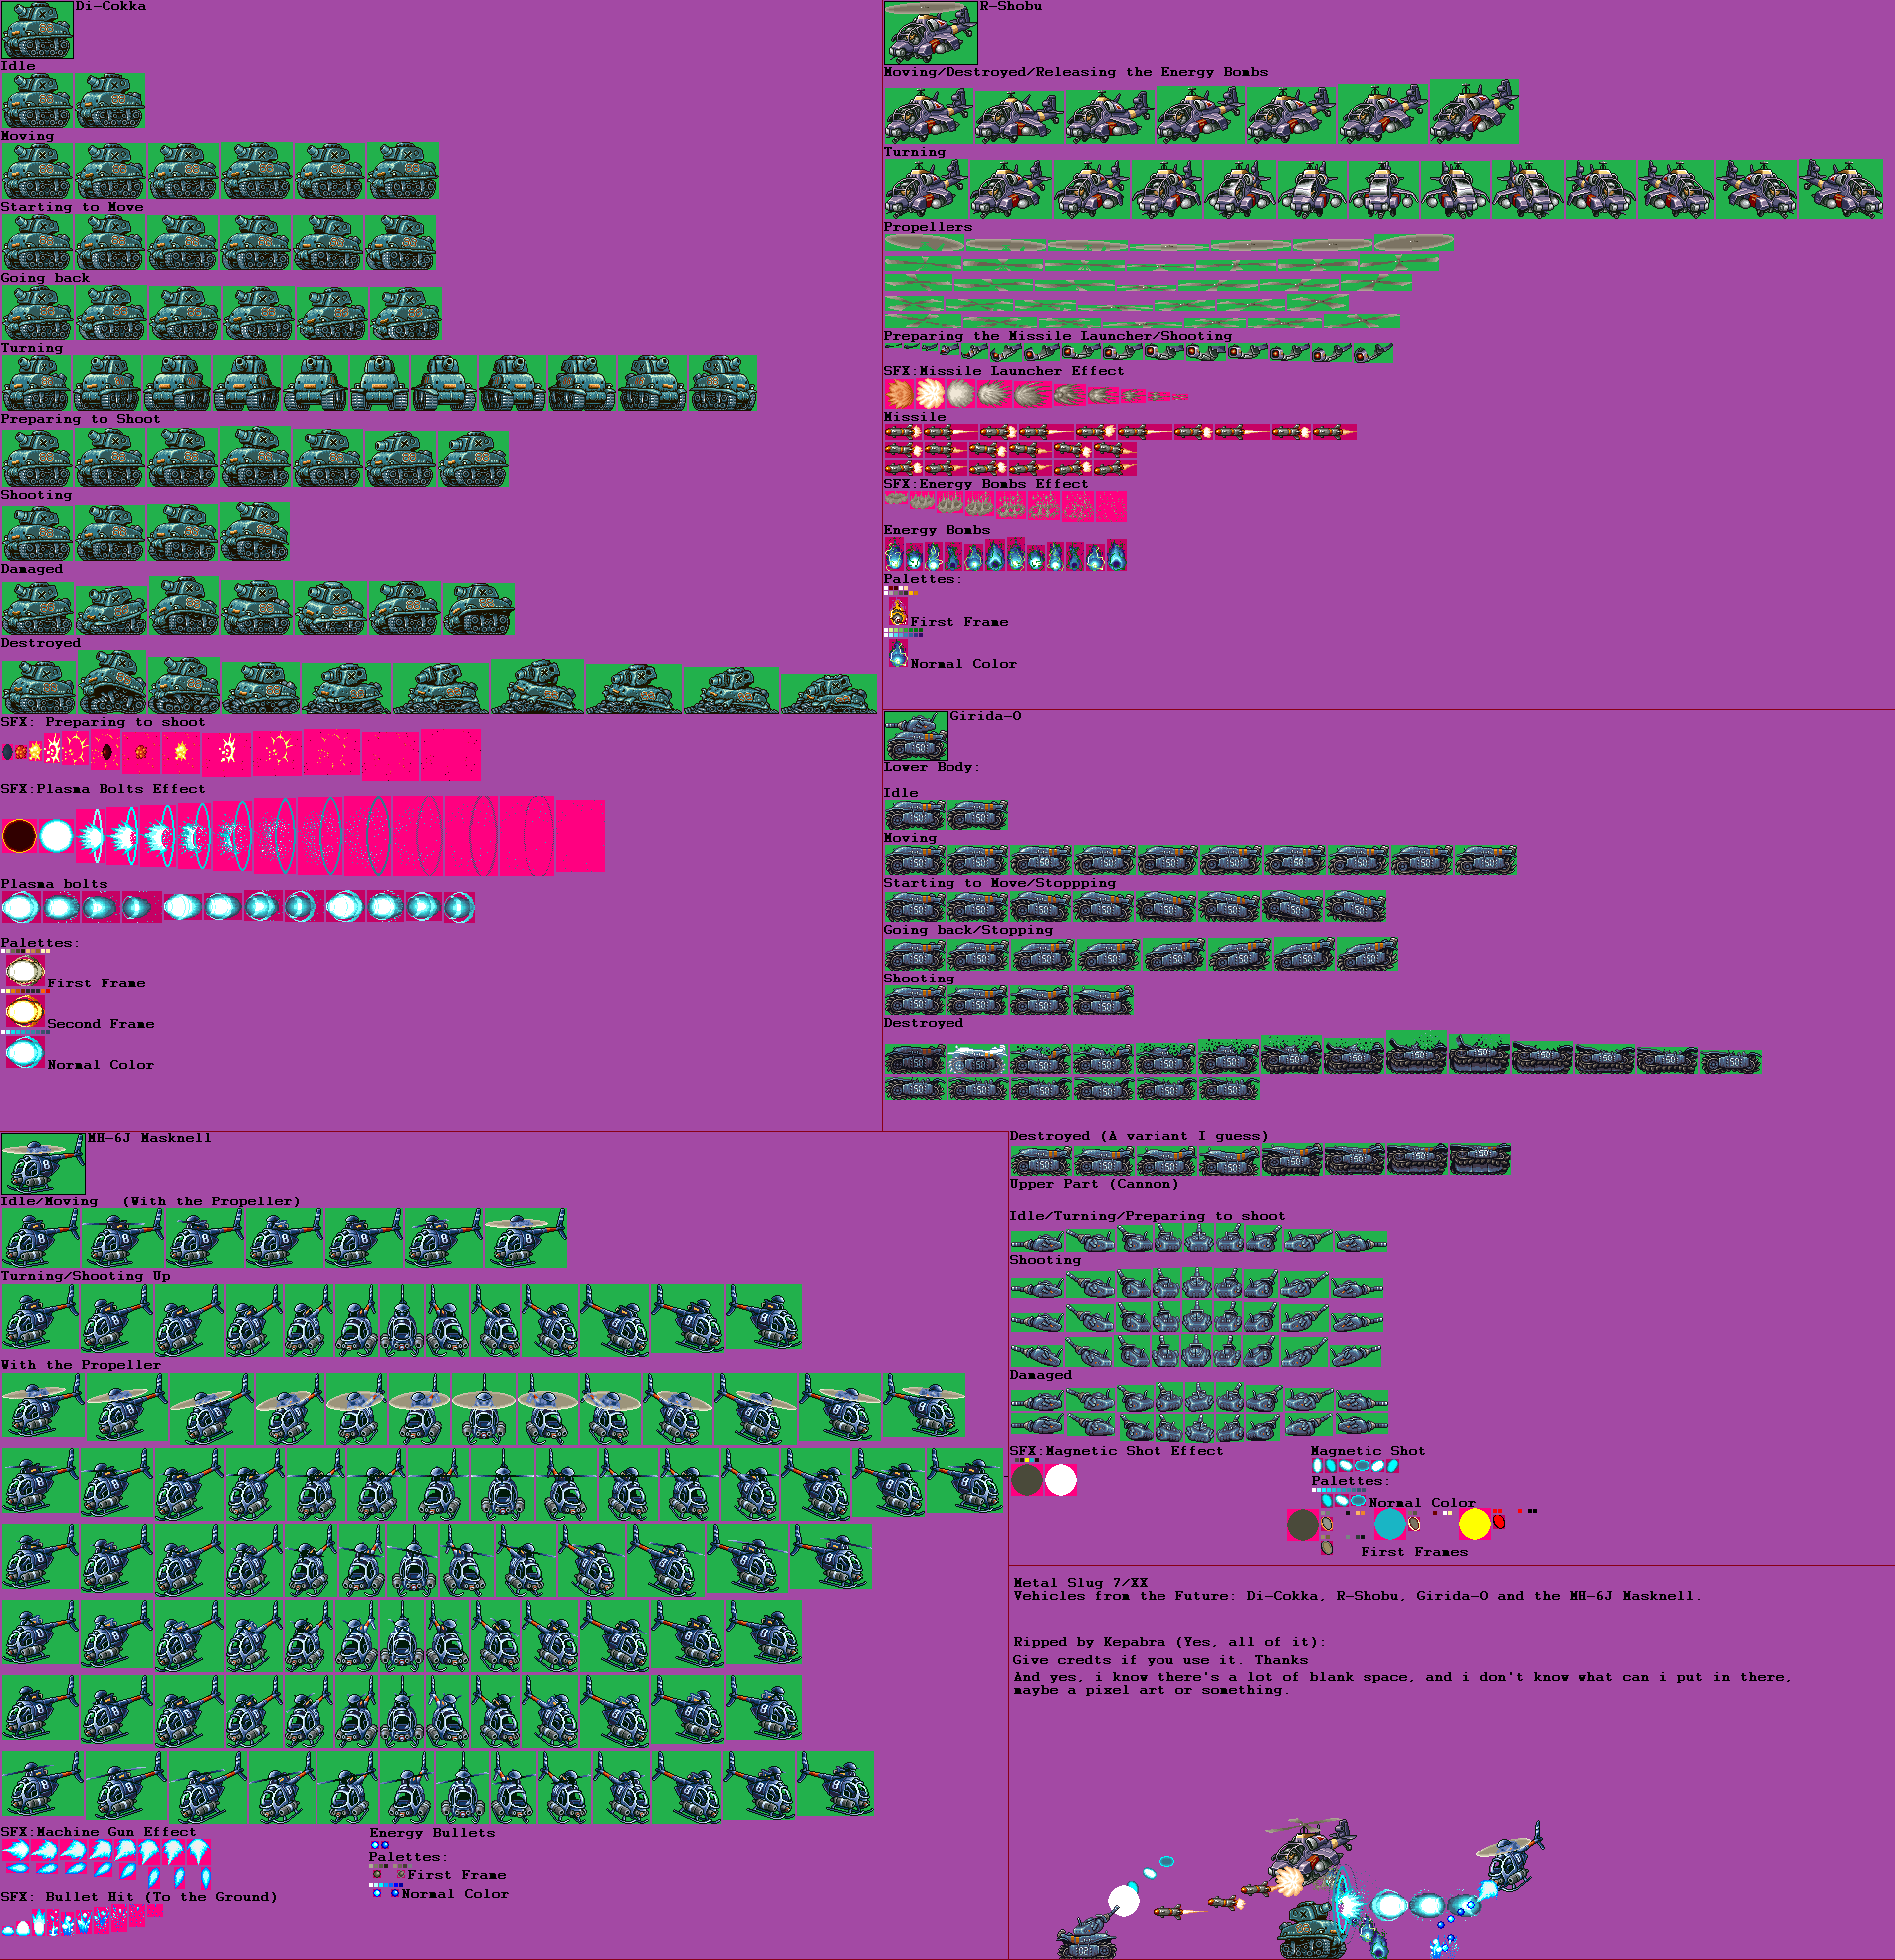 Di-Cokka
Idle
Moving
Starting to Move
Going back
Turning
Preparing to Shoot
Shooting
Damaged
Destroyed
SFX: Preparing to shoot
SFX:Plasma Bolts Effect
Plasma bolts
Palettes:
First Frame
Second Frame
Normal Color
R-Shobu
Moving/Destroyed/Releasing the Energy Bombs
Turning
Propellers
Preparing the Missile Launcher/Shooting
SFX:Missile Launcher Effect
Missile
SFX:Energy Bombs Effect
Energy Bombs
Palettes:
First Frame
Normal Color
Girida-O
Lower Body:
Idle
Moving
Starting to Move/Stoppping
Going back/Stopping
Shooting
Destroyed
Destroyed (A variant I guess)
Upper Part (Cannon)
Idle/Turning/Preparing to shoot
Shooting
Damaged
SFX:Magnetic Shot Effect
Magnetic Shot
Palettes:
Normal Color
First Frames
MH-6J Masknell
Idle/Moving (With the Propeller)
Turning/Shooting Up
With the Propeller
SFX:Machine Gun Effect
SFX: Bullet Hit (To the Ground)
Energy Bullets
Palettes:
First Frame
Normal Color
Metal Slug 7/XX
Vehicles from the Future: Di-Cokka, R-Shobu, Girida-O and the MH-6J Masknell.
Ripped by Kepabra (Yes, all of it):
Give credts if you use it. Thanks
And yes, i know there's a lot of blank space, and i don't know what can i put in there,
maybe a pixel art or something.